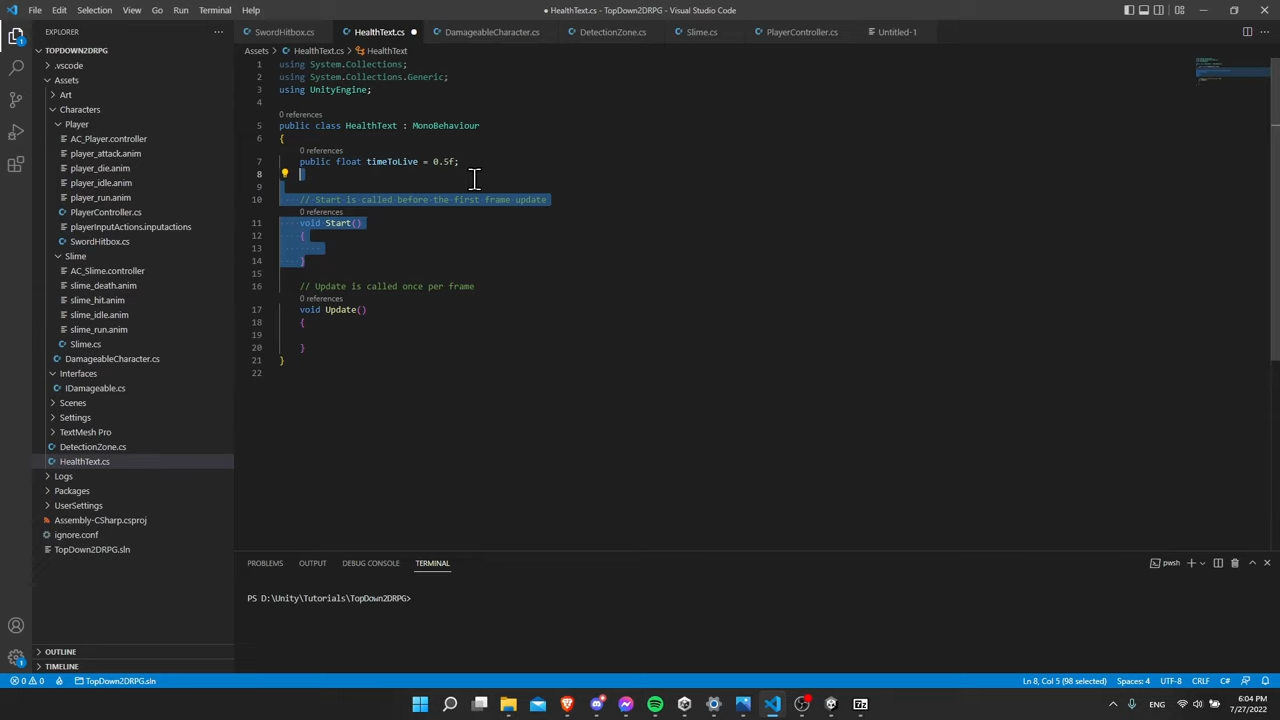 File Edit Selection View Go Run Terminal Help
● HealthText.cs - TopDown2DRPG - Visual Studio Code
EXPLORER
SwordHitbox.cs
HealthText.cs
DamageableCharacter.cs
DetectionZone.cs
Slime.cs
PlayerController.cs
Untitled-1
TOPDOWN2DRPG
.vscode
Assets
Art
Characters
Player
AC_Player.controller
player_attack.anim
player_die.anim
player_idle.anim
player_run.anim
PlayerController.cs
playerInputActions.inputactions
SwordHitbox.cs
Slime
AC_Slime.controller
slime_death.anim
slime_hit.anim
slime_idle.anim
slime_run.anim
Slime.cs
DamageableCharacter.cs
Interfaces
IDamageable.cs
Scenes
Settings
TextMesh Pro
DetectionZone.cs
HealthText.cs
Logs
Packages
UserSettings
Assembly-CSharp.csproj
ignore.conf
TopDown2DRPG.sln
OUTLINE
TIMELINE
Assets > HealthText.cs > HealthText
1 using System.Collections;
2 using System.Collections.Generic;
3 using UnityEngine;
4
0 references
5 public class HealthText : MonoBehaviour
6 {
0 references
7 public float timeToLive = 0.5f;
8
9
10 // Start is called before the first frame update
0 references
11 void Start()
12 {
13
14 }
15
16 // Update is called once per frame
0 references
17 void Update()
18 {
19
20 }
21 }
22
PROBLEMS OUTPUT DEBUG CONSOLE TERMINAL
pwsh
PS D:\Unity\Tutorials\TopDown2DRPG>
1
1
0 0 TopDown2DRPG.sln
Ln 8, Col 5 (98 selected) Spaces: 4 UTF-8 CRLF C#
ENG
6:04 PM
7/27/2022